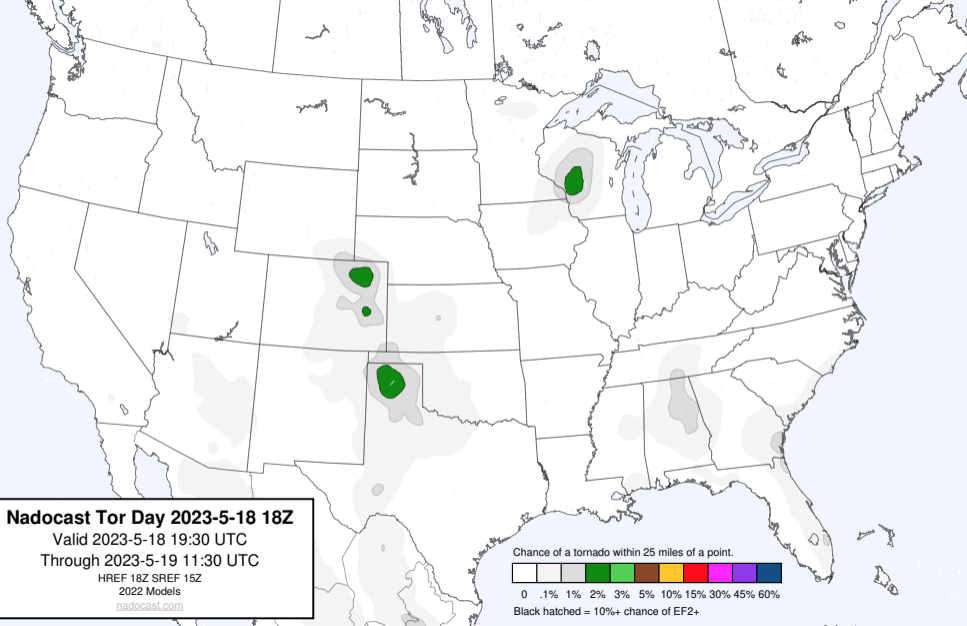 Nadocast Tor Day 2023-5-18 18Z
Valid 2023-5-18 19:30 UTC
Through 2023-5-19 11:30 UTC
HREF 18Z SREF 15Z
2022 Models
nadocast.com
Chance of a tornado within 25 miles of a point.
0 .1% 1% 2% 3% 5% 10% 15% 30% 45% 60%
Black hatched = 10%+ chance of EF2+